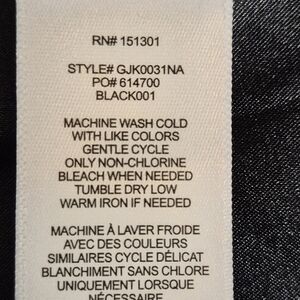 RN# 151301
STYLE# GJK0031NA
PO# 614700
BLACK001
MACHINE WASH COLD
WITH LIKE COLORS
GENTLE CYCLE
ONLY NON-CHLORINE
BLEACH WHEN NEEDED
TUMBLE DRY LOW
WARM IRON IF NEEDED
MACHINE À LAVER FROIDE
AVEC DES COULEURS
SIMILAIRES CYCLE DÉLICAT
BLANCHIMENT SANS CHLORE
UNIQUEMENT LORSQUE
NÉCESSAIRE